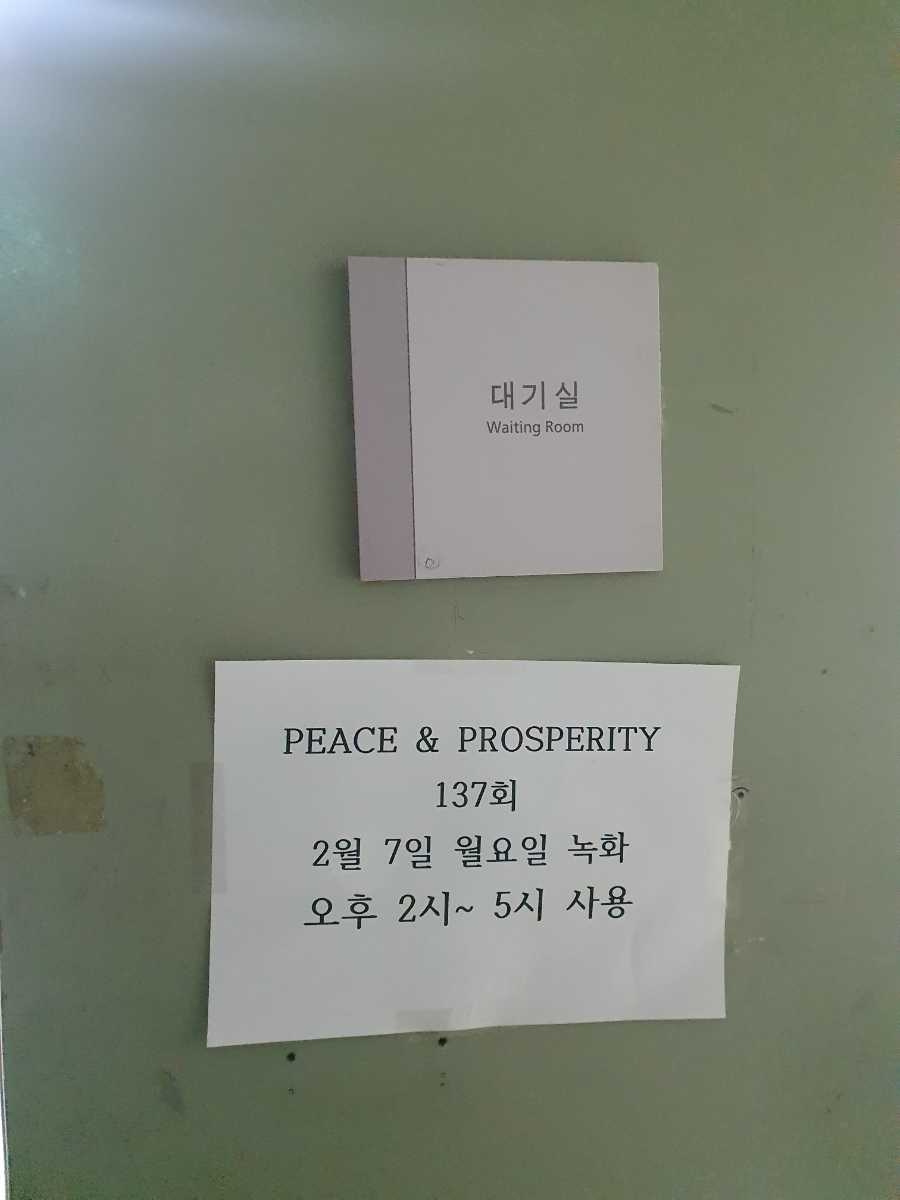 대기실
Waiting Room
PEACE & PROSPERITY
137회
2월 7일 월요일 녹화
오후 2시~ 5시 사용